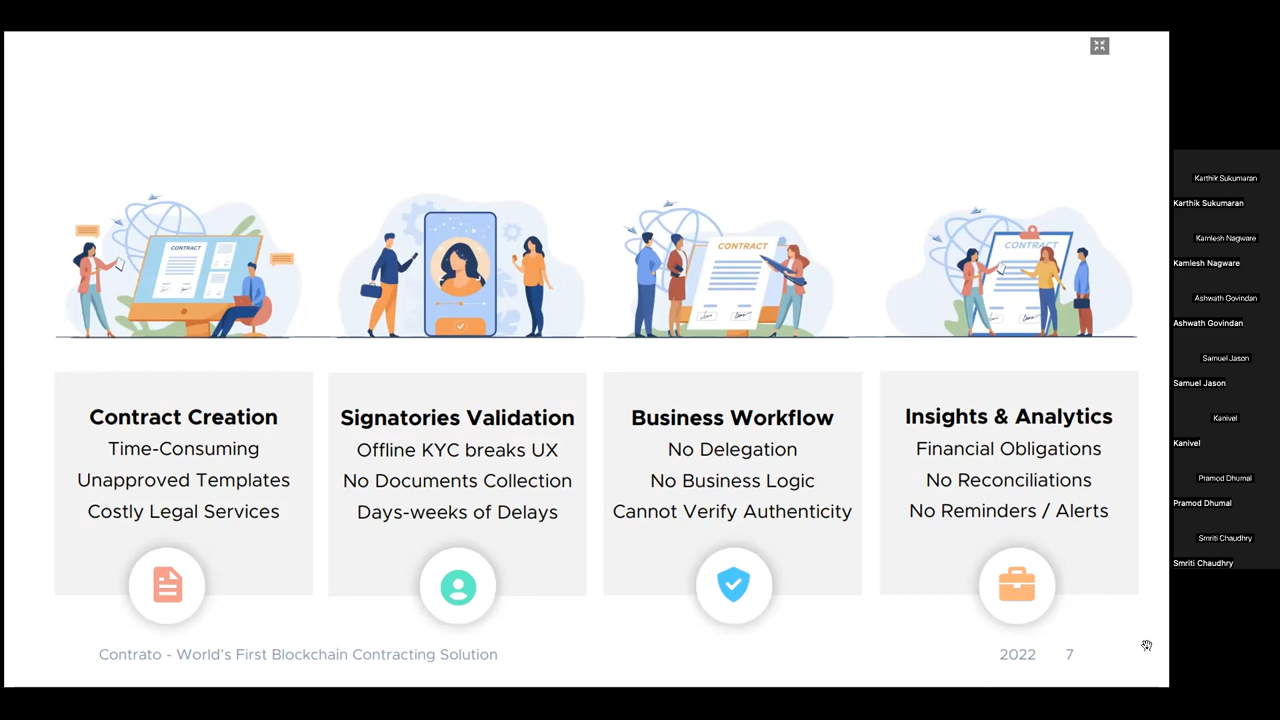 CONTRACT
CONTRACT
CONTRACT
Contract Creation
Time-Consuming
Unapproved Templates
Costly Legal Services
Signatories Validation
Offline KYC breaks UX
No Documents Collection
Days-weeks of Delays
Business Workflow
No Delegation
No Business Logic
Cannot Verify Authenticity
Insights & Analytics
Financial Obligations
No Reconciliations
No Reminders / Alerts
Contrato - World's First Blockchain Contracting Solution
2022 7
Karthik Sukumaran
Karthik Sukumaran
Kamlesh Nagware
Kamlesh Nagware
Ashwath Govindan
Ashwath Govindan
Samuel Jason
Samuel Jason
Kanivel
Kanivel
Pramod Dhumal
Pramod Dhumal
Smriti Chaudhry
Smriti Chaudhry